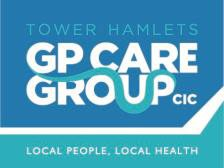 TOWER HAMLETS
GP CARE
GROUP CIC
LOCAL PEOPLE, LOCAL HEALTH